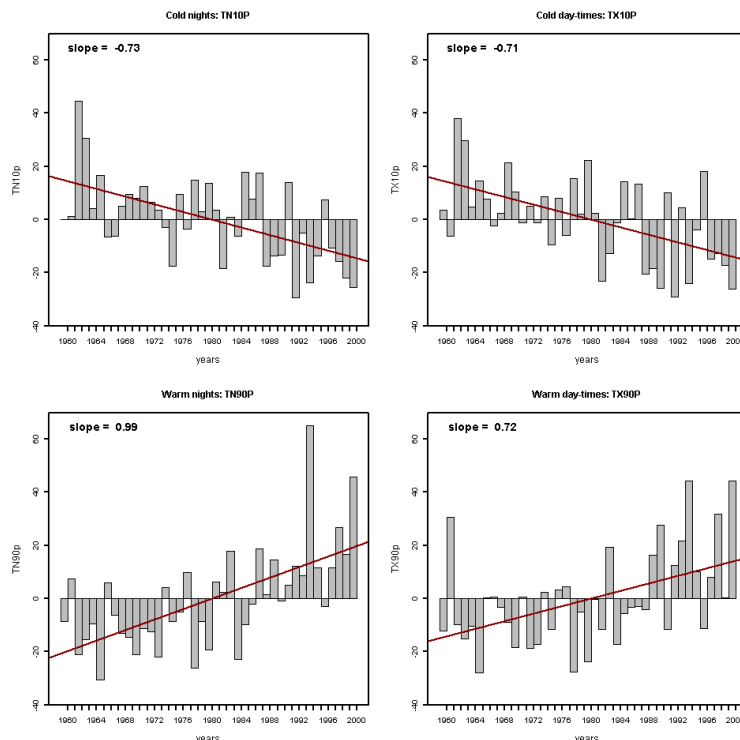 Cold nights: TN10P
slope = -0.73
TN10p
60
40
20
0
-20
-40
1960 1964 1968 1972 1976 1980 1984 1988 1992 1996 2000
years
Cold day-times: TX10P
slope = -0.71
TX10p
60
40
20
0
-20
-40
1960 1964 1968 1972 1976 1980 1984 1988 1992 1996 2000
years
Warm nights: TN90P
slope = 0.99
TN90p
60
40
20
0
-20
-40
1960 1964 1968 1972 1976 1980 1984 1988 1992 1996 2000
years
Warm day-times: TX90P
slope = 0.72
TX90p
60
40
20
0
-20
-40
1960 1964 1968 1972 1976 1980 1984 1988 1992 1996 2000
years